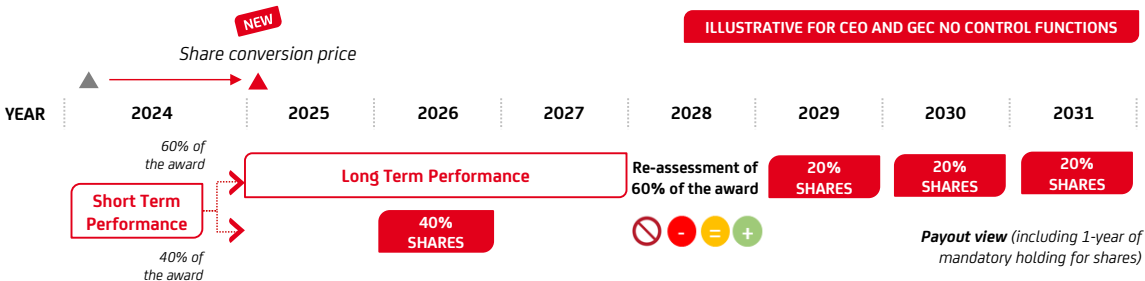 NEW
ILLUSTRATIVE FOR CEO AND GEC NO CONTROL FUNCTIONS
Share conversion price
YEAR 2024 2025 2026 2027 2028 2029 2030 2031
60% of
the award
Short Term
Performance
40% of
the award
Long Term Performance
40%
SHARES
Re-assessment of
60% of the award
- = +
20%
SHARES
20%
SHARES
20%
SHARES
Payout view (including 1-year of
mandatory holding for shares)